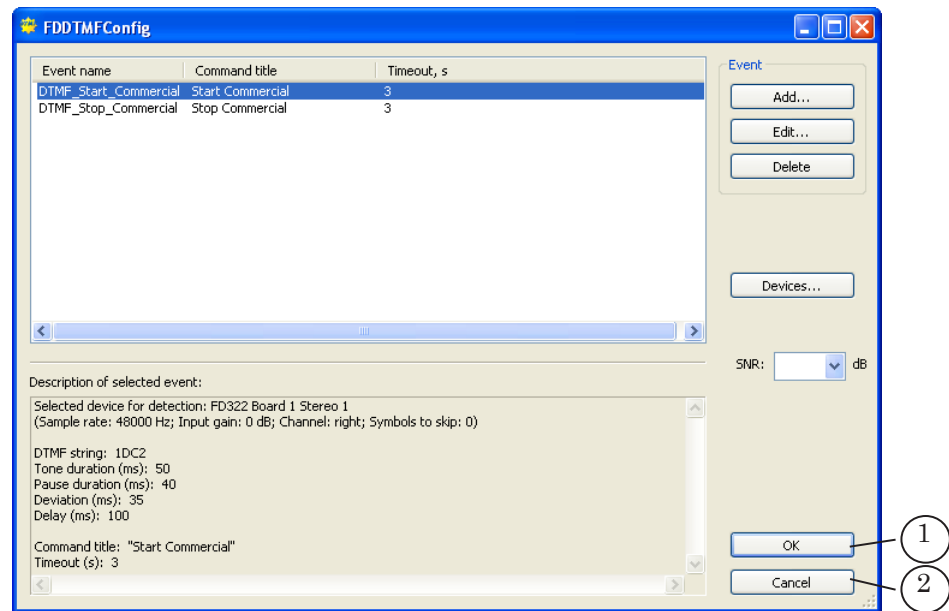 FDDTMFConfig
Event name Command title Timeout, s
DTMF_Start_Commercial Start Commercial 3
DTMF_Stop_Commercial Stop Commercial 3
Event
Add...
Edit...
Delete
Devices...
SNR: dB
Description of selected event:
Selected device for detection: FD322 Board 1 Stereo 1
(Sample rate: 48000 Hz; Input gain: 0 dB; Channel: right; Symbols to skip: 0)
DTMF string: 1DC2
Tone duration (ms): 50
Pause duration (ms): 40
Deviation (ms): 35
Delay (ms): 100
Command title: "Start Commercial"
Timeout (s): 3
OK
1
Cancel
2